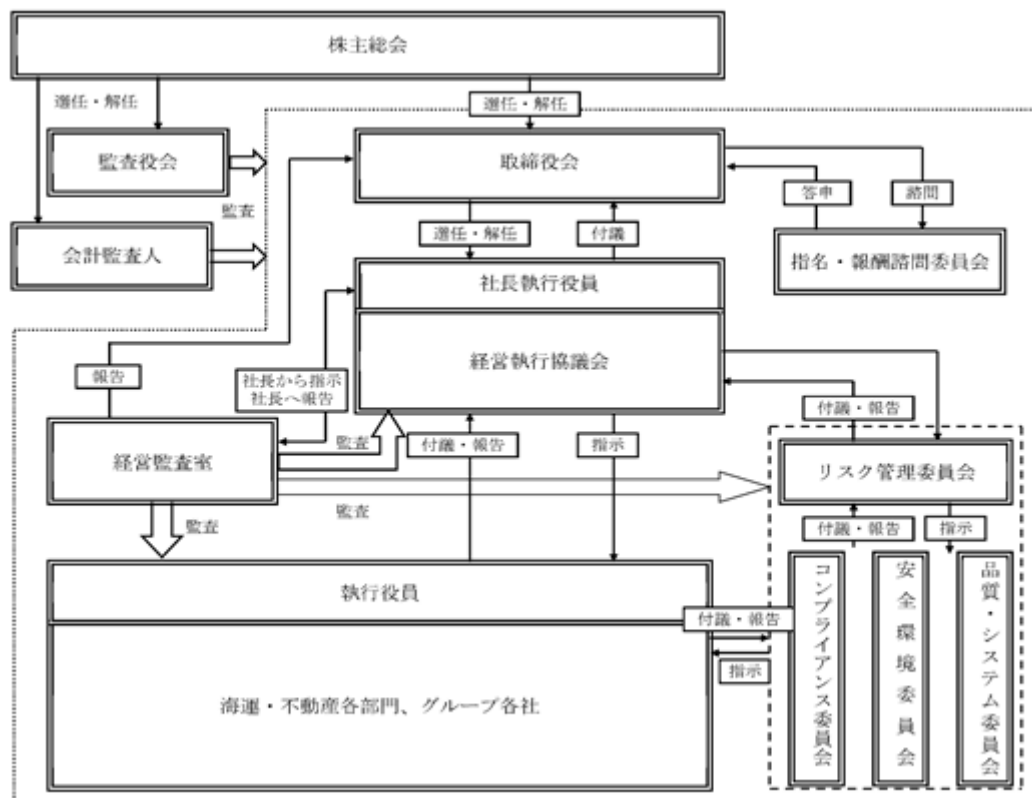 株主総会
選任・解任
選任・解任
監査役会
取締役会
監査
答申
諮問
会計監査人
選任・解任
付議
指名・報酬諮問委員会
社長執行役員
経営執行協議会
報告
社長から指示
社長へ報告
付議・報告
監査
付議・報告
指示
経営監査室
リスク管理委員会
監査
監査
付議・報告
指示
執行役員
コンプライアンス委員会
安全環境委員会
品質・システム委員会
付議・報告
指示
海運・不動産各部門、グループ各社